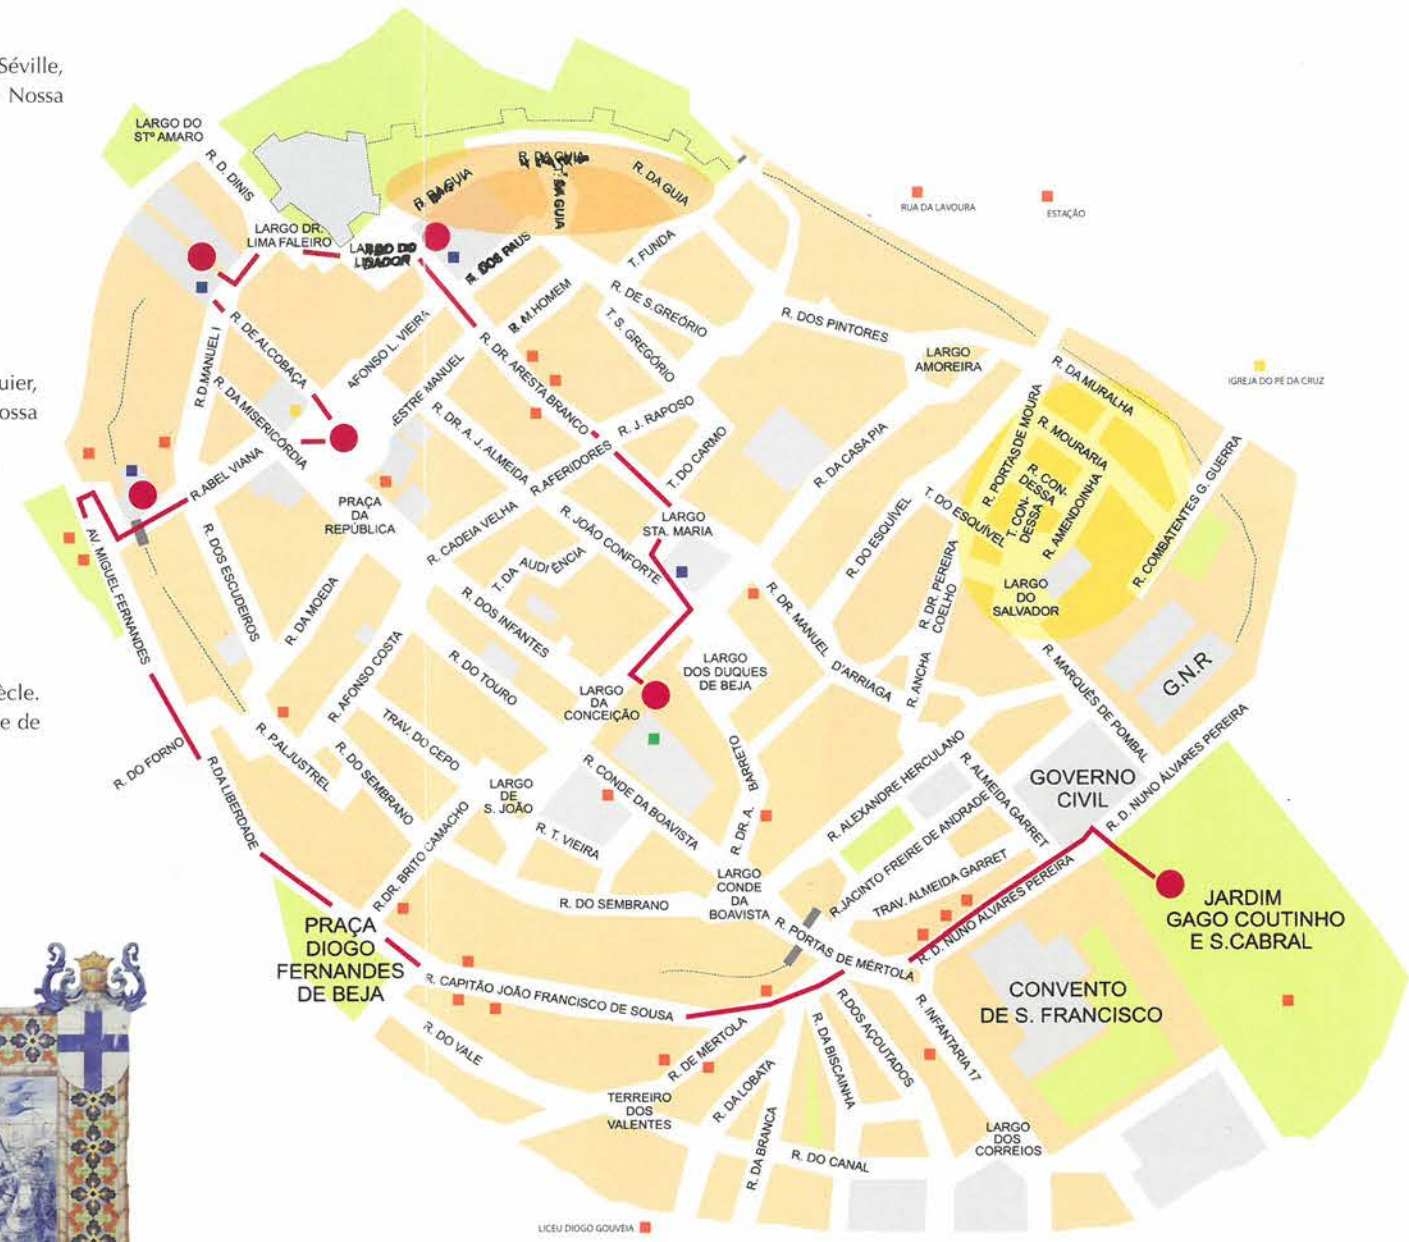 Séville,
Nossa
uier,
ossa
ècle.
e de
LARGO DO
STº AMARO
R. D. DINIS
LARGO DR.
LIMA FALEIRO
R. DA GUIA
R. DA GUIA
R. DA GUIA
RUA DA LAVOURA
ESTAÇÃO
T. FUNDA
R. M.HOMEM
R. DE S.GREÓRIO
T. S. GREGÓRIO
R. DOS PINTORES
LARGO
AMOREIRA
IGREJA DO PÉ DA CRUZ
R. DA MURALHA
R. PORTAS DE MOURA
R. MOURARIA
R. CON-
DESSA
T. CON-
DESSA
R. AMENDOINHA
R. COMBATENTES G. GUERRA
R.D.MANUEL I
R. DE ALCOBAÇA
R. DA MISERICÓRDIA
AFONSO L. VIEIRA
MESTRE MANUEL
R. DR. ARESTA BRANCO
R. DR. A. J. ALMEIDA
R. J. RAPOSO
R.AFERIDORES
T. DO CARMO
R. DA CASA PIA
R.ABEL VIANA
PRAÇA
DA
REPÚBLICA
R. CADEIA VELHA
R. JOÃO CONFORTE
LARGO
STA. MARIA
R. DO ESQUÍVEL
T. DO ESQUÍVEL
T. DA AUDIÊNCIA
R. DOS INFANTES
AV. MIGUEL FERNANDES
R. DOS ESCUDEIROS
R. DA MOEDA
R. AFONSO COSTA
R. DO TOURO
LARGO
DA
CONCEIÇÃO
LARGO
DOS DUQUES
DE BEJA
R. DR. MANUEL D'ARRIAGA
R. ANCHA
R. DR. PEREIRA
COELHO
LARGO
DO
SALVADOR
R. MARQUÊS DE POMBAL
G.N.R
R. DO FORNO
R.DA LIBERDADE
R. P.ALJUSTREL
R. DO SEMBRANO
TRAV. DO CEPO
LARGO
DE
S. JOÃO
R. T. VIEIRA
R. CONDE DA BOAVISTA
R. DR. A. BARRETO
R. ALEXANDRE HERCULANO
R. ALMEIDA GARRET
GOVERNO
CIVIL
R. D. NUNO ALVARES PEREIRA
R.DR. BRITO CAMACHO
R. DO SEMBRANO
LARGO
CONDE
DA
BOAVISTA
R.JACINTO FREIRE DE ANDRADE
TRAV. ALMEIDA GARRET
R. D. NUNO ALVARES PEREIRA
R. PORTAS DE MÉRTOLA
JARDIM
GAGO COUTINHO
E S.CABRAL
PRAÇA
DIOGO
FERNANDES
DE BEJA
R. CAPITÃO JOÃO FRANCISCO DE SOUSA
CONVENTO
DE S. FRANCISCO
R. DO VALE
R. DE MÉRTOLA
R. DA LOBATA
R. DA BISCAINHA
R.DOS AÇOUTADOS
R. INFANTARIA 17
TERREIRO
DOS
VALENTES
R. DA BRANCA
R. DO CANAL
LARGO
DOS
CORREIOS
LICEU DIOGO GOUVEIA